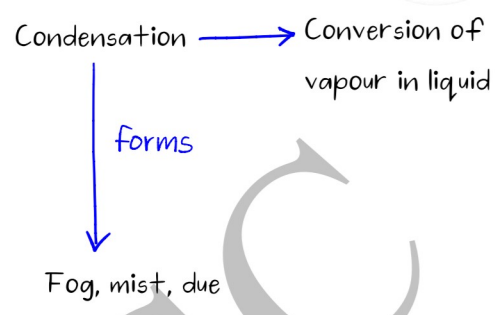 Condensation → Conversion of
vapour in liquid
forms
Fog, mist, due